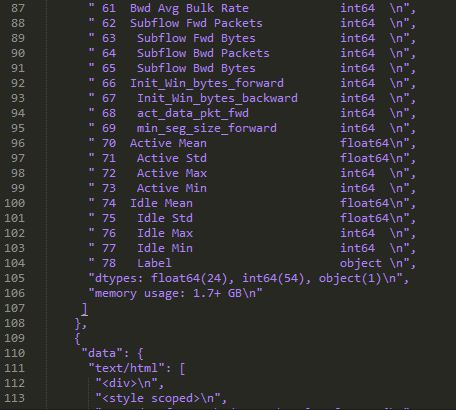 87 " 61  Bwd Avg Bulk Rate            int64  \n",
88 " 62  Subflow Fwd Packets          int64  \n",
89 " 63   Subflow Fwd Bytes           int64  \n",
90 " 64   Subflow Bwd Packets         int64  \n",
91 " 65   Subflow Bwd Bytes           int64  \n",
92 " 66  Init_Win_bytes_forward       int64  \n",
93 " 67   Init_Win_bytes_backward     int64  \n",
94 " 68   act_data_pkt_fwd            int64  \n",
95 " 69   min_seg_size_forward        int64  \n",
96 " 70  Active Mean                  float64\n",
97 " 71   Active Std                  float64\n",
98 " 72   Active Max                  int64  \n",
99 " 73   Active Min                  int64  \n",
100 " 74  Idle Mean                    float64\n",
101 " 75   Idle Std                    float64\n",
102 " 76   Idle Max                    int64  \n",
103 " 77   Idle Min                    int64  \n",
104 " 78   Label                       object \n",
105 "dtypes: float64(24), int64(54), object(1)\n",
106 "memory usage: 1.7+ GB\n"
107 ]
108 },
109 {
110 "data": {
111 "text/html": [
112 "<div>\n",
113 "<style scoped>\n",